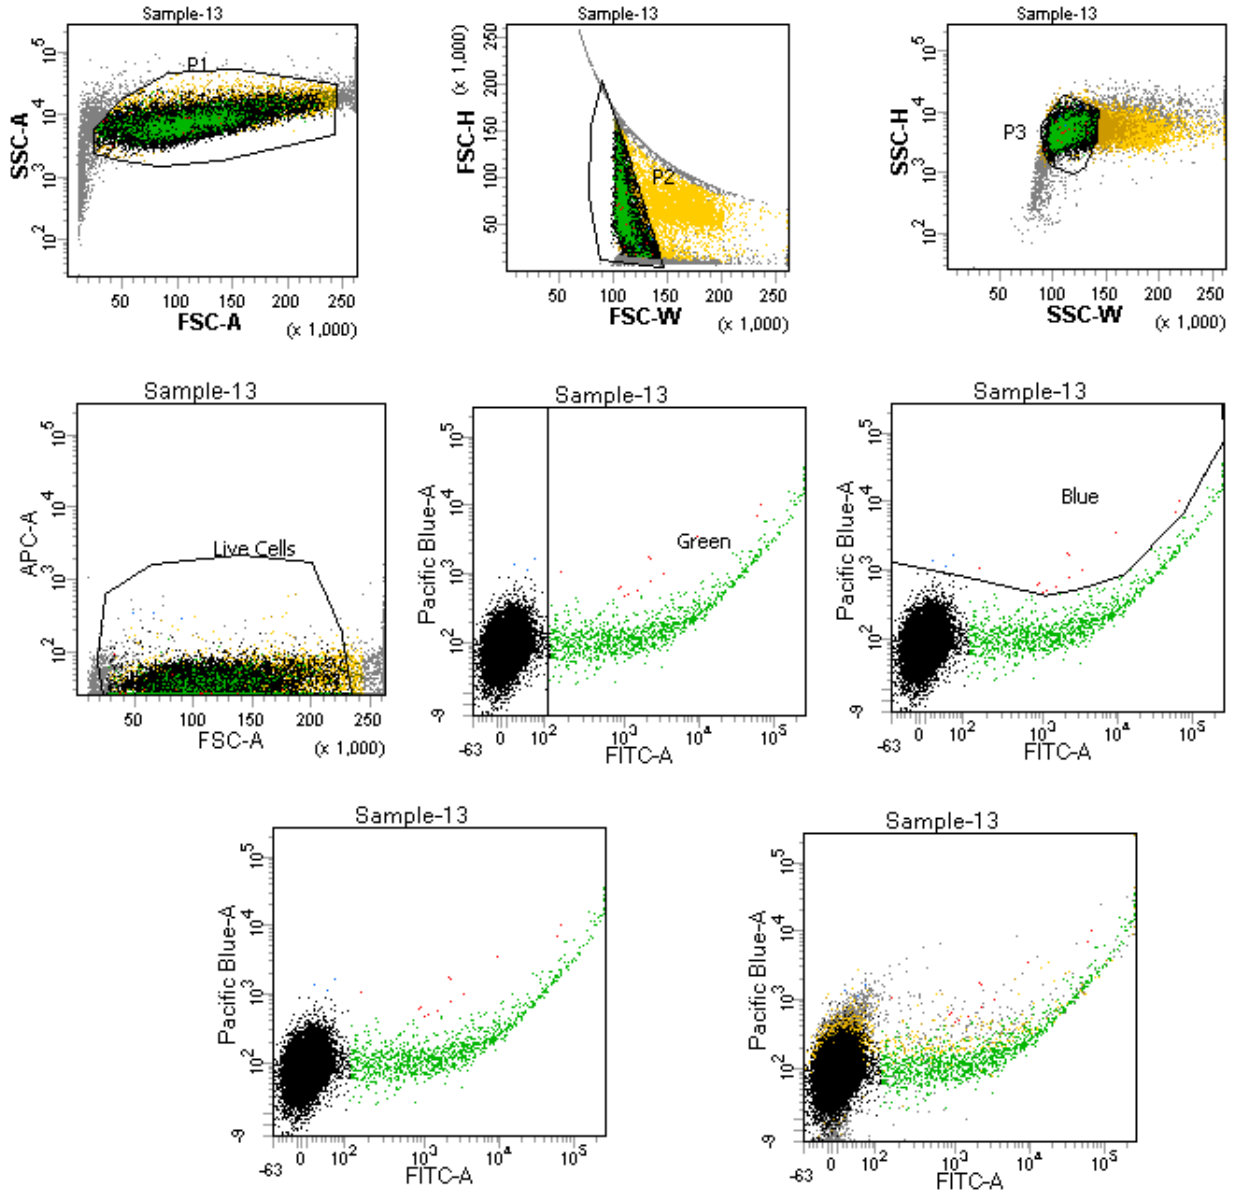 Sample-13
P1
SSC-A
10^5
10^4
10^3
10^2
50 100 150 200 250
FSC-A
(x 1,000)
Sample-13
P2
FSC-H
(x 1,000)
250
200
150
100
50
50 100 150 200 250
FSC-W
(x 1,000)
Sample-13
P3
SSC-H
10^5
10^4
10^3
10^2
50 100 150 200 250
SSC-W
(x 1,000)
Sample-13
Live Cells
APC-A
10^5
10^4
10^3
10^2
50 100 150 200 250
FSC-A
(x 1,000)
Sample-13
Green
Pacific Blue-A
10^5
10^4
10^3
10^2
-9
-63 0 10^2 10^3 10^4 10^5
FITC-A
Sample-13
Blue
Pacific Blue-A
10^5
10^4
10^3
10^2
-9
-63 0 10^2 10^3 10^4 10^5
FITC-A
Sample-13
Pacific Blue-A
10^5
10^4
10^3
10^2
-9
-63 0 10^2 10^3 10^4 10^5
FITC-A
Sample-13
Pacific Blue-A
10^5
10^4
10^3
10^2
-9
-63 0 10^2 10^3 10^4 10^5
FITC-A